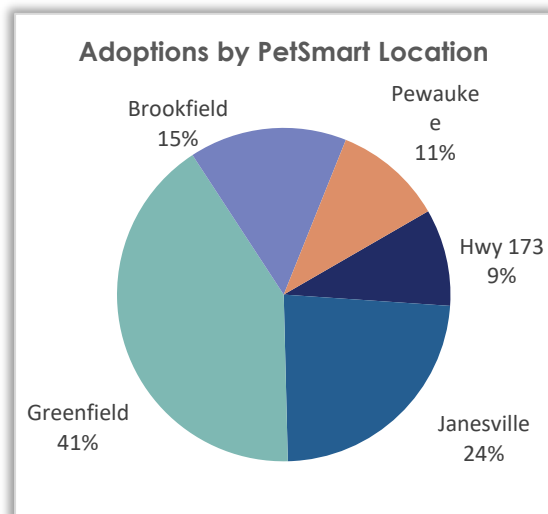 Adoptions by PetSmart Location
Brookfield
15%
Pewauke
e
11%
Hwy 173
9%
Greenfield
41%
Janesville
24%